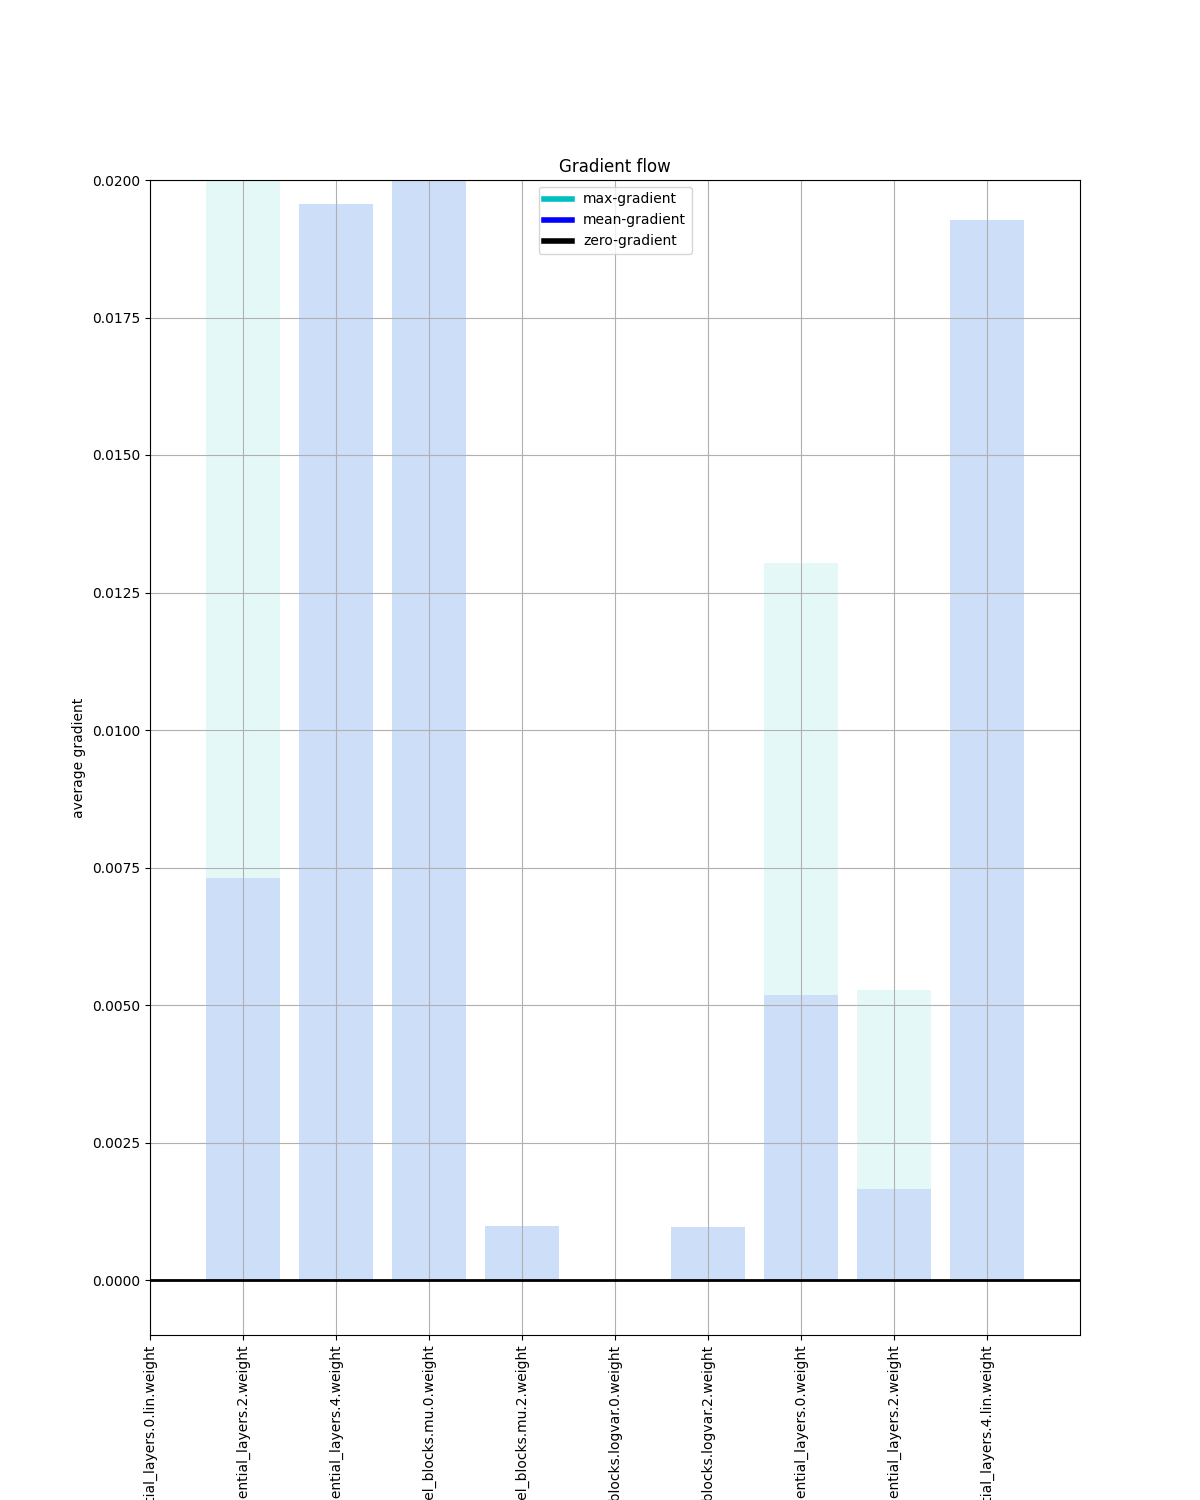 Gradient flow
max-gradient
mean-gradient
zero-gradient
0.0200
0.0175
0.0150
0.0125
0.0100
0.0075
0.0050
0.0025
0.0000
average gradient
tial_layers.0.lin.weight
ential_layers.2.weight
ential_layers.4.weight
el_blocks.mu.0.weight
el_blocks.mu.2.weight
blocks.logvar.0.weight
blocks.logvar.2.weight
ential_layers.0.weight
ential_layers.2.weight
tial_layers.4.lin.weight